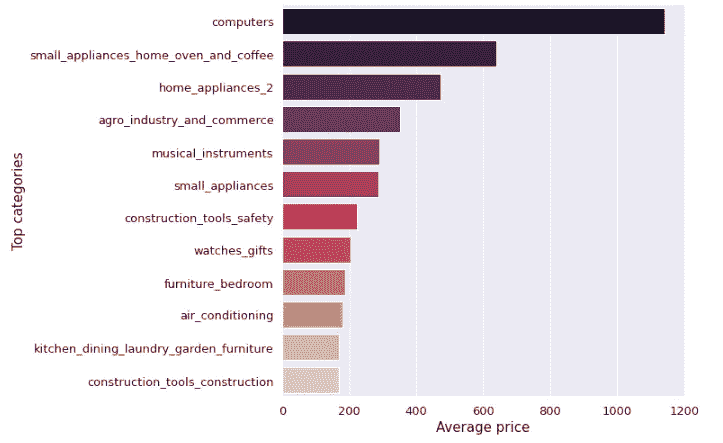 Top categories
computers
small_appliances_home_oven_and_coffee
home_appliances_2
agro_industry_and_commerce
musical_instruments
small_appliances
construction_tools_safety
watches_gifts
furniture_bedroom
air_conditioning
kitchen_dining_laundry_garden_furniture
construction_tools_construction
0 200 400 600 800 1000 1200
Average price